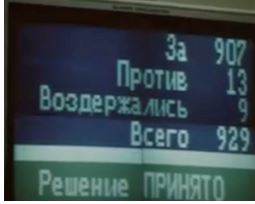 За 907
Против 13
Воздержались 9
Всего 929
Решение ПРИНЯТО